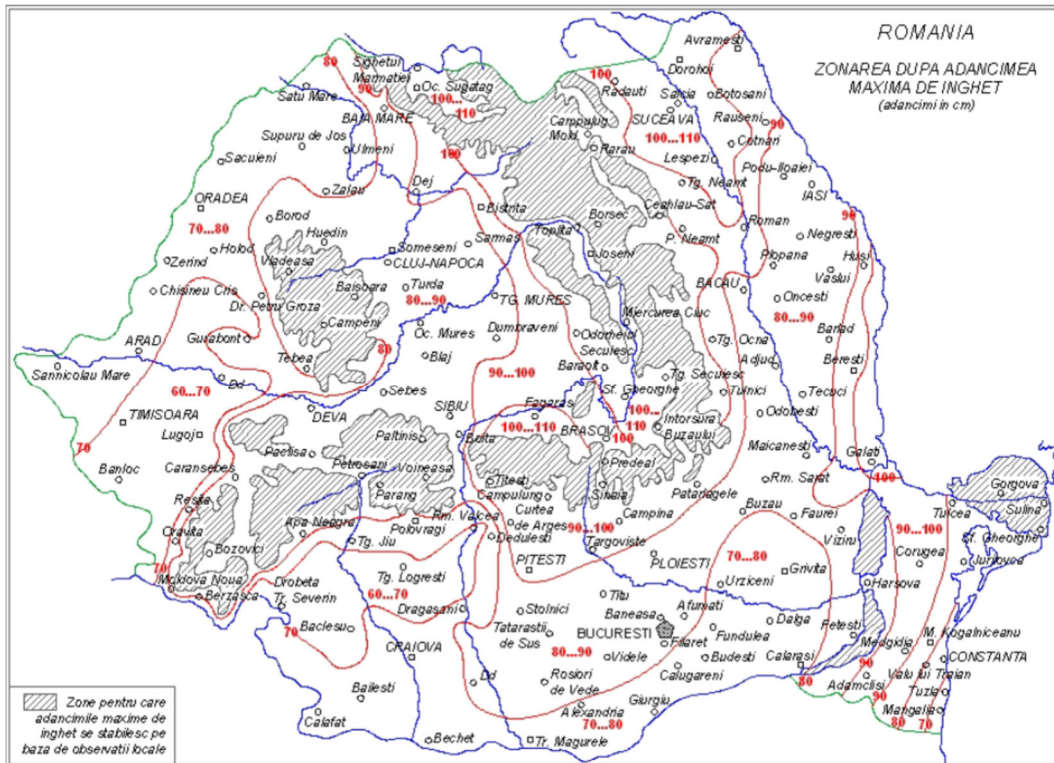 ROMANIA
ZONAREA DUPA ADANCIMEA
MAXIMA DE INGHET
(adancimi in cm)
Avramesti
80
Sighetul
Marmatiei
Dorohoi
100
Radauti
Oc. Sugatag
90
100...
110
Satu Mare
Botosani
Salcia
BAIA MARE
SUCEAVA
Rauseni
90
Campulug
Mold.
100...110
Supuru de Jos
Ulmeni
Rarau
Cotnari
Sacuieni
100
Lespezi
Podu-Iloaiei
Zalau
Dej
Tg. Neamt
IASI
ORADEA
Bistrita
Ceahlau-Sat
Borod
Borsec
Roman
90
70...80
Huedin
Sarmas
Toplita
P. Neamt
Negresti
Holod
Someseni
Vladeasa
CLUJ-NAPOCA
Joseni
Plopana
Husi
Zerind
BACAU
Vaslui
Chisineu Cris
Baisoara
Turda
80...90
TG. MURES
Oncesti
80...90
Dr. Petru Groza
Miercurea Ciuc
Campeni
Oc. Mures
Dumbraveni
Odorheiul
Secuiesc
Tg. Ocna
Banad
Gurabont
ARAD
80
Blaj
Adjud
Beresti
Tebea
Baraolt
Sannicolau Mare
Dd
90...100
Tg. Secuiesc
60...70
Sebes
Sf. Gheorghe
Tulnici
Tecuci
TIMISOARA
DEVA
SIBIU
Fagaras
100...
110
Odobesti
Lugoj
100...110
BRASOV
Intorsura
Buzaului
70
Paltinis
Boita
100
Maicanesti
Galati
Banloc
Caransebes
Paclisa
Petrosani
Voineasa
Predeal
100
Titesti
Rm. Sarat
Gorgova
Resita
Parang
Campulung
Sinaia
Patarlagele
Tulcea
Sulina
Apa Neagra
Polovragi
Rm. Valcea
Curtea
de Arges
90...100
Campina
Buzau
Faurei
90...100
Oravita
Tg. Jiu
Dedulesti
Targoviste
Viziru
Sf. Gheorghe
Bozovici
PITESTI
PLOIESTI
70...80
Corugea
Jurilovca
70
Moldova Noua
Drobeta
Tr. Severin
Tg. Logresti
60...70
Urziceni
Grivita
Harsova
Berzasca
Titu
Dragasani
Stolnici
Baneasa
Afumati
70
Baclesu
Tatarastii
de Sus
BUCURESTI
Dalga
Fetesti
Filaret
Fundulea
Medgidia
M. Kogalniceanu
CRAIOVA
80...90
Videle
Budesti
Calarasi
CONSTANTA
Dd
Rosiori
de Vede
Calugareni
80
90
Adamclisi
Valu lui Traian
Bailesti
Alexandria
Giurgiu
90
Tuzla
Calafat
70...80
80
70
Mangalia
Bechet
Tr. Magurele
Zone pentru care
adancimile maxime de
inghet se stabilesc pe
baza de observatii locale